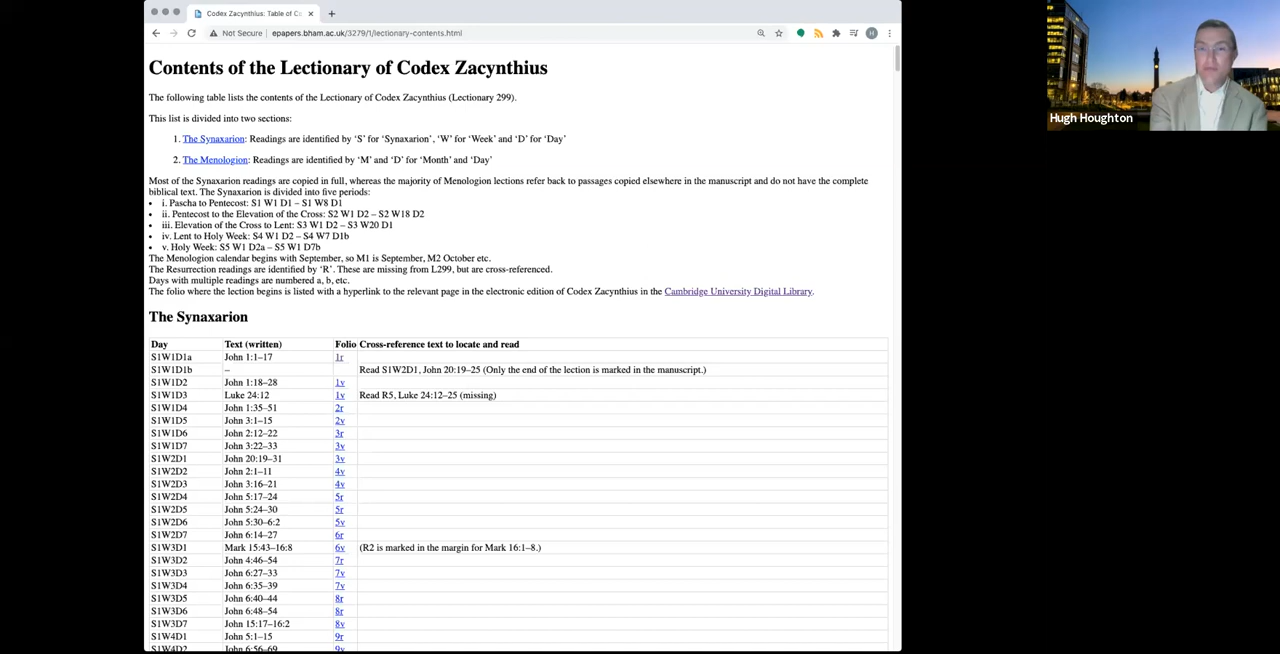 Codex Zacynthius: Table of Co
Not Secure | epapers.bham.ac.uk/3279/1/lectionary-contents.html
H
Hugh Houghton
Contents of the Lectionary of Codex Zacynthius
The following table lists the contents of the Lectionary of Codex Zacynthius (Lectionary 299).
This list is divided into two sections:
1. The Synaxarion: Readings are identified by ‘S’ for ‘Synaxarion’, ‘W’ for ‘Week’ and ‘D’ for ‘Day’
2. The Menologion: Readings are identified by ‘M’ and ‘D’ for ‘Month’ and ‘Day’
Most of the Synaxarion readings are copied in full, whereas the majority of Menologion lections refer back to passages copied elsewhere in the manuscript and do not have the complete
biblical text. The Synaxarion is divided into five periods:
• i. Pascha to Pentecost: S1 W1 D1 – S1 W8 D1
• ii. Pentecost to the Elevation of the Cross: S2 W1 D2 – S2 W18 D2
• iii. Elevation of the Cross to Lent: S3 W1 D2 – S3 W20 D1
• iv. Lent to Holy Week: S4 W1 D2 – S4 W7 D1b
• v. Holy Week: S5 W1 D2a – S5 W1 D7b
The Menologion calendar begins with September, so M1 is September, M2 October etc.
The Resurrection readings are identified by ‘R’. These are missing from L299, but are cross-referenced.
Days with multiple readings are numbered a, b, etc.
The folio where the lection begins is listed with a hyperlink to the relevant page in the electronic edition of Codex Zacynthius in the Cambridge University Digital Library.
The Synaxarion
Day Text (written) Folio Cross-reference text to locate and read
S1W1D1a John 1:1–17 1r
S1W1D1b – Read S1W2D1, John 20:19–25 (Only the end of the lection is marked in the manuscript.)
S1W1D2 John 1:18–28 1v
S1W1D3 Luke 24:12 1v Read R5, Luke 24:12–25 (missing)
S1W1D4 John 1:35–51 2r
S1W1D5 John 3:1–15 2v
S1W1D6 John 2:12–22 3r
S1W1D7 John 3:22–33 3v
S1W2D1 John 20:19–31 3v
S1W2D2 John 2:1–11 4v
S1W2D3 John 3:16–21 4v
S1W2D4 John 5:17–24 5r
S1W2D5 John 5:24–30 5r
S1W2D6 John 5:30–6:2 5v
S1W2D7 John 6:14–27 6r
S1W3D1 Mark 15:43–16:8 6v (R2 is marked in the margin for Mark 16:1–8.)
S1W3D2 John 4:46–54 7r
S1W3D3 John 6:27–33 7v
S1W3D4 John 6:35–39 7v
S1W3D5 John 6:40–44 8r
S1W3D6 John 6:48–54 8r
S1W3D7 John 15:17–16:2 8v
S1W4D1 John 5:1–15 9r
S1W4D2 John 6:56–69 9v